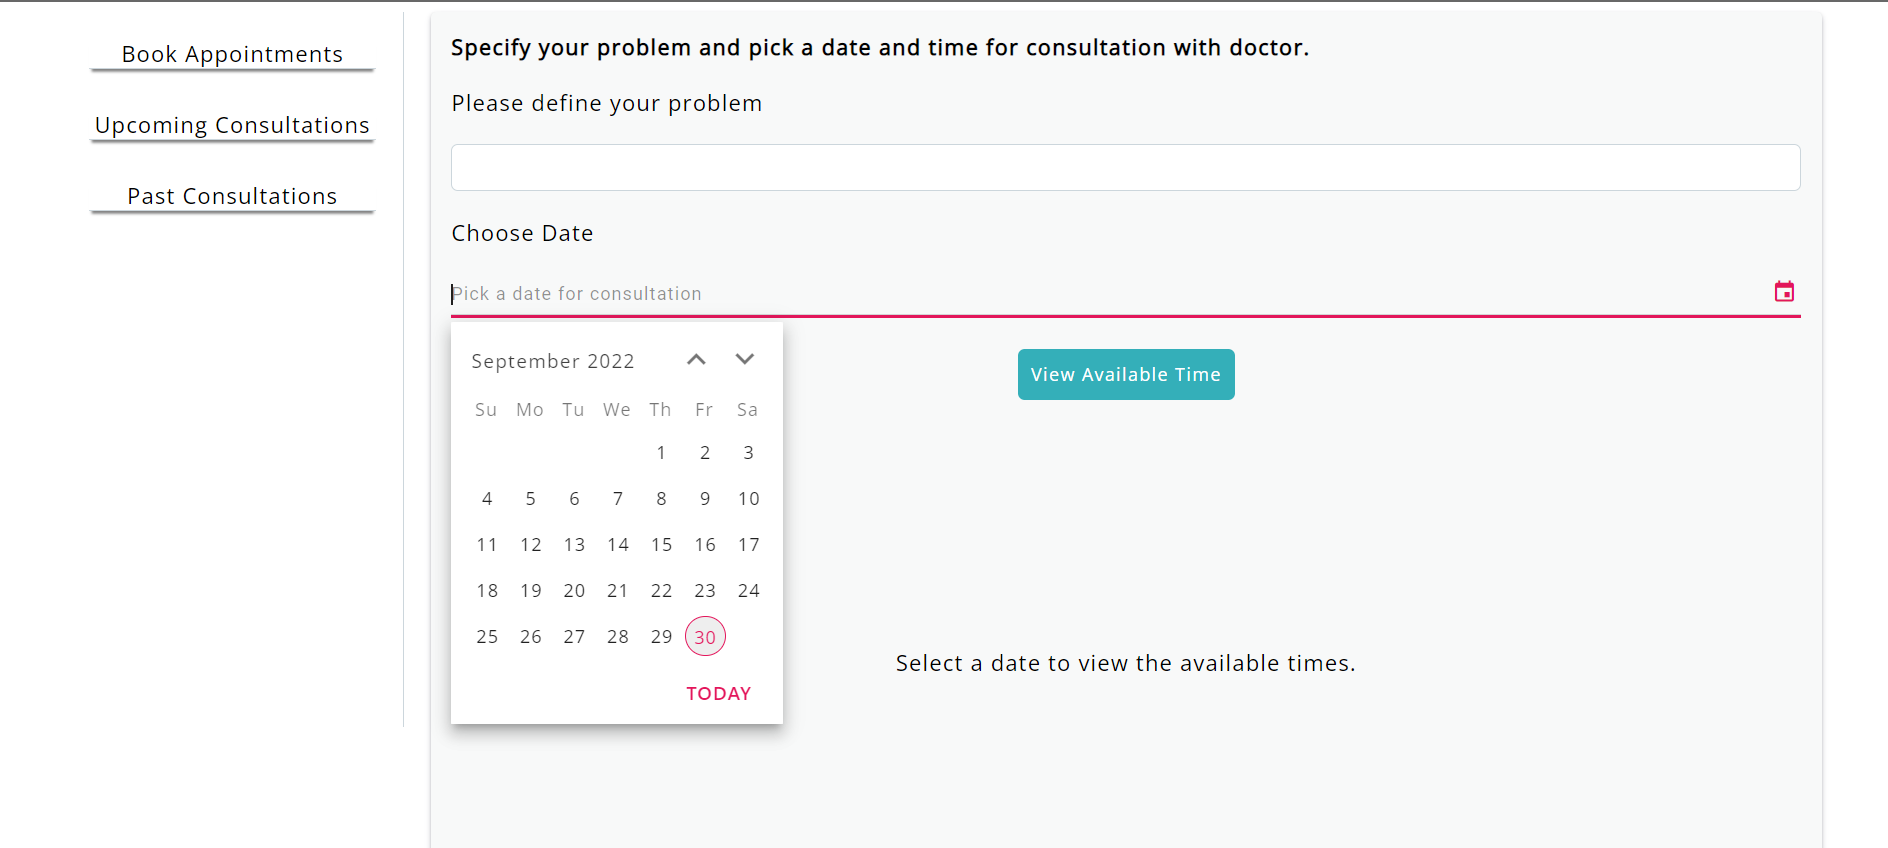 Book Appointments
Upcoming Consultations
Past Consultations
Specify your problem and pick a date and time for consultation with doctor.
Please define your problem
Choose Date
Pick a date for consultation
September 2022
Su Mo Tu We Th Fr Sa
1 2 3
4 5 6 7 8 9 10
11 12 13 14 15 16 17
18 19 20 21 22 23 24
25 26 27 28 29 30
TODAY
View Available Time
Select a date to view the available times.